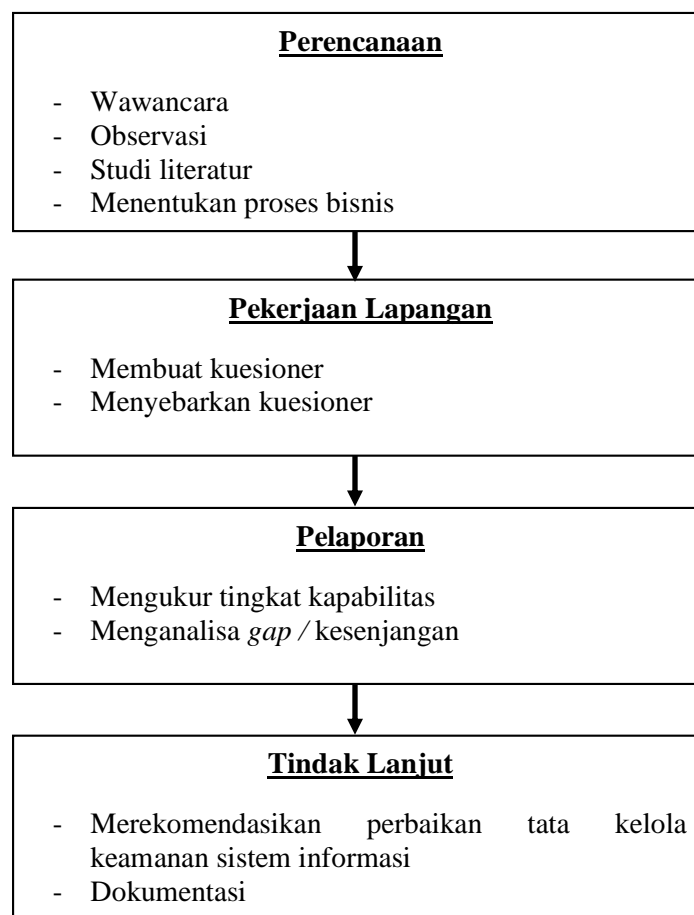 Perencanaan
- Wawancara
- Observasi
- Studi literatur
- Menentukan proses bisnis
Pekerjaan Lapangan
- Membuat kuesioner
- Menyebarkan kuesioner
Pelaporan
- Mengukur tingkat kapabilitas
- Menganalisa gap / kesenjangan
Tindak Lanjut
- Merekomendasikan perbaikan tata kelola
keamanan sistem informasi
- Dokumentasi